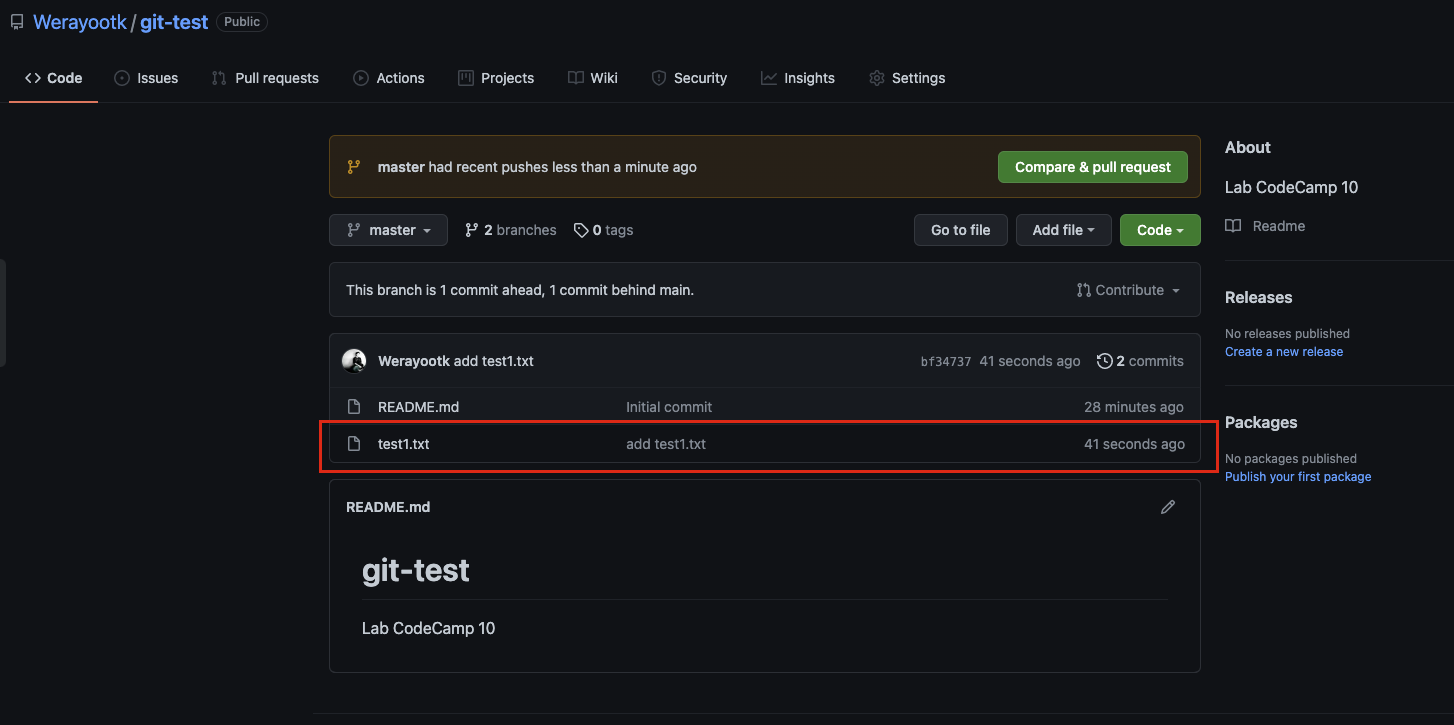 Werayootk / git-test Public
Code Issues Pull requests Actions Projects Wiki Security Insights Settings
master had recent pushes less than a minute ago Compare & pull request
master 2 branches 0 tags Go to file Add file Code
This branch is 1 commit ahead, 1 commit behind main. Contribute
Werayootk add test1.txt bf34737 41 seconds ago 2 commits
README.md Initial commit 28 minutes ago
test1.txt add test1.txt 41 seconds ago
README.md
git-test
Lab CodeCamp 10
About
Lab CodeCamp 10
Readme
Releases
No releases published
Create a new release
Packages
No packages published
Publish your first package